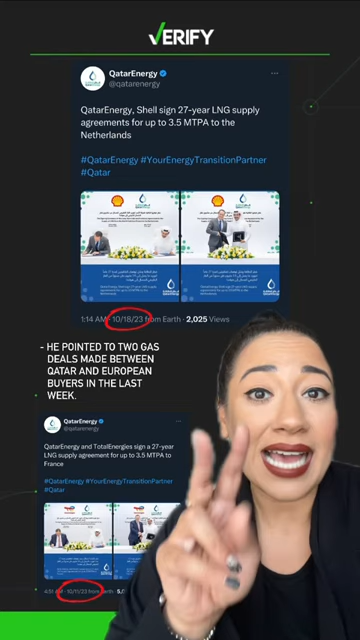 VERIFY
QatarEnergy
@qatarenergy
QatarEnergy, Shell sign 27-year LNG supply
agreements for up to 3.5 MTPA to the
Netherlands
#QatarEnergy #YourEnergyTransitionPartner
#Qatar
1:14 AM · 10/18/23 from Earth · 2,025 Views
- HE POINTED TO TWO GAS
DEALS MADE BETWEEN
QATAR AND EUROPEAN
BUYERS IN THE LAST
WEEK.
QatarEnergy
@qatarenergy
QatarEnergy and TotalEnergies sign a 27-year
LNG supply agreement for up to 3.5 MTPA to
France
#QatarEnergy #YourEnergyTransitionPartner
#Qatar
10/11/23 from Earth